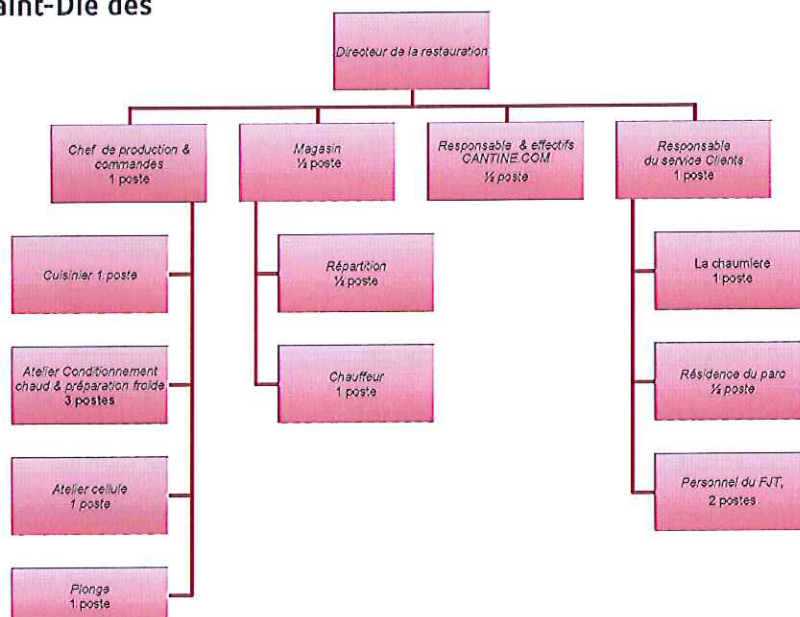 aint-Dié des
Directeur de la restauration
Chef de production &
commandes
1 poste
Magasin
½ poste
Responsable & effectifs
CANTINE.COM
½ poste
Responsable
du service Clients
1 poste
Cuisinier 1 poste
Répartition
½ poste
La chaumiere
1 poste
Atelier Conditionnement
chaud & préparation froide
3 postes
Chauffeur
1 poste
Résidence du parc
½ poste
Atelier cellule
1 poste
Personnel du FJT,
2 postes
Plonge
1 poste